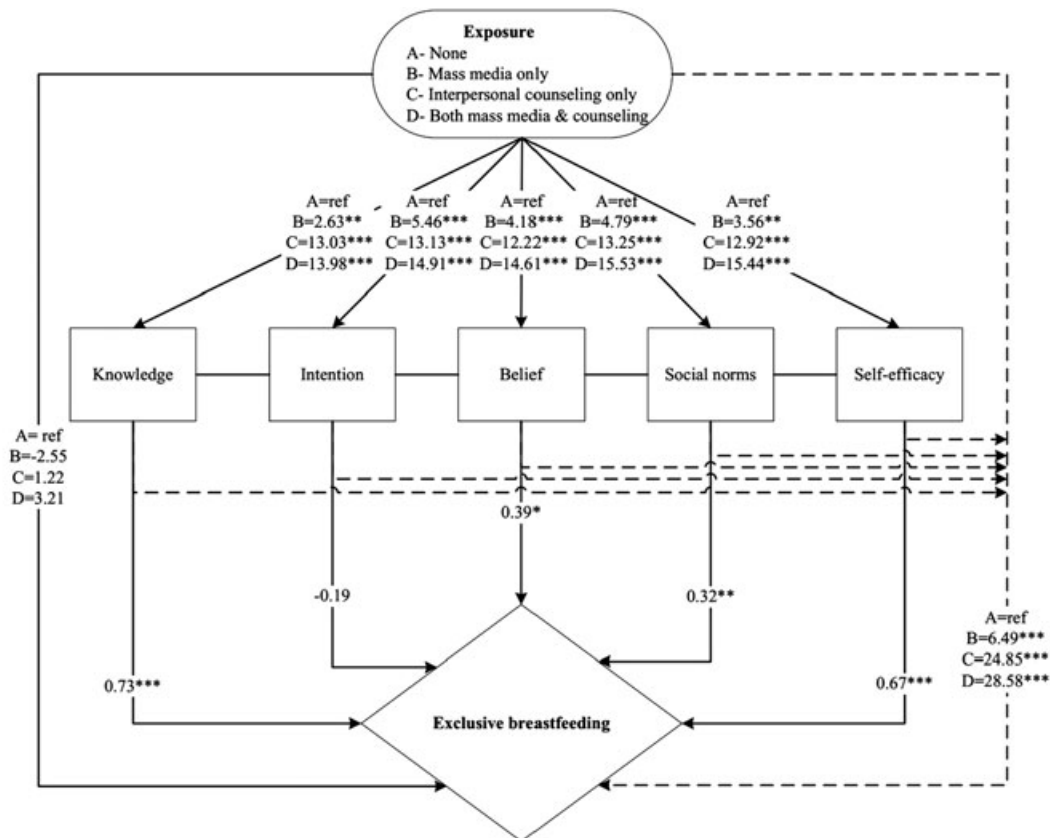 Exposure
A- None
B- Mass media only
C- Interpersonal counseling only
D- Both mass media & counseling
A=ref
B=2.63**
C=13.03***
D=13.98***
A=ref
B=5.46***
C=13.13***
D=14.91***
A=ref
B=4.18***
C=12.22***
D=14.61***
A=ref
B=4.79***
C=13.25***
D=15.53***
A=ref
B=3.56**
C=12.92***
D=15.44***
Knowledge
Intention
Belief
Social norms
Self-efficacy
A= ref
B=-2.55
C=1.22
D=3.21
0.39*
-0.19
0.32**
A=ref
B=6.49***
C=24.85***
D=28.58***
0.73***
0.67***
Exclusive breastfeeding